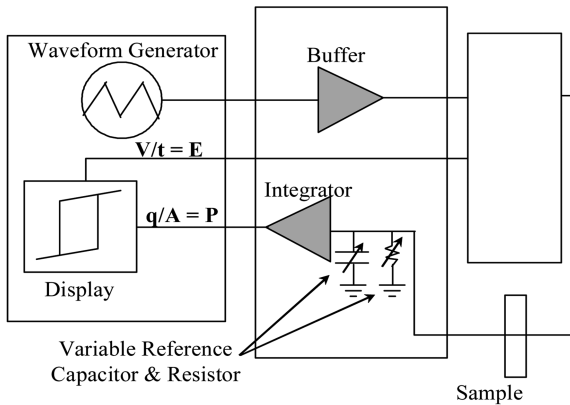 Waveform Generator
Buffer
V/t = E
Integrator
q/A = P
Display
Variable Reference
Capacitor & Resistor
Sample